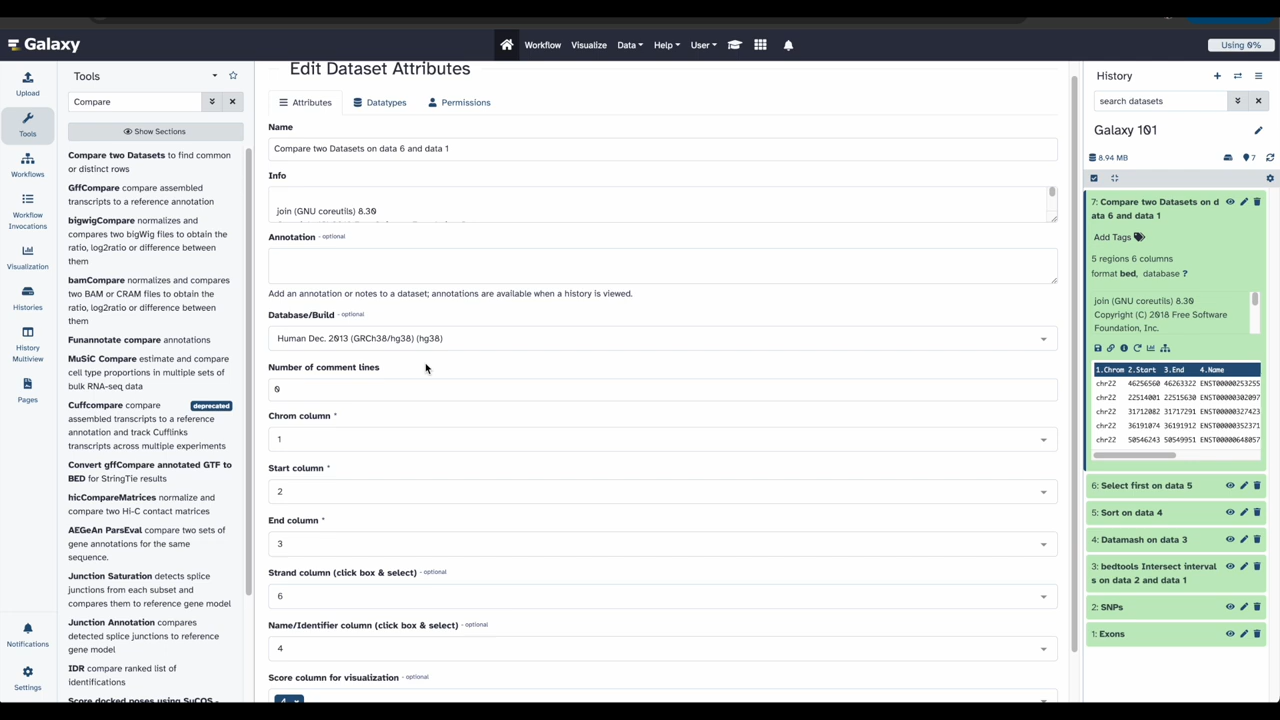 Galaxy
Workflow
Visualize
Data
Help
User
Using 0%
Upload
Tools
Workflows
Workflow
Invocations
Visualization
Histories
History
Multiview
Pages
Notifications
Settings
Tools
Compare
Show Sections
Compare two Datasets to find common
or distinct rows
GffCompare compare assembled
transcripts to a reference annotation
bigwigCompare normalizes and
compares two bigWig files to obtain the
ratio, log2ratio or difference between
them
bamCompare normalizes and compares
two BAM or CRAM files to obtain the
ratio, log2ratio or difference between
them
Funannotate compare annotations
MuSiC Compare estimate and compare
cell type proportions in multiple sets of
bulk RNA-seq data
Cuffcompare compare deprecated
assembled transcripts to a reference
annotation and track Cufflinks
transcripts across multiple experiments
Convert gffCompare annotated GTF to
BED for StringTie results
hicCompareMatrices normalize and
compare two Hi-C contact matrices
AEGeAn ParsEval compare two sets of
gene annotations for the same
sequence.
Junction Saturation detects splice
junctions from each subset and
compares them to reference gene model
Junction Annotation compares
detected splice junctions to reference
gene model
IDR compare ranked list of
identifications
Score docked poses using SuCOS -
Edit Dataset Attributes
Attributes
Datatypes
Permissions
Name
Compare two Datasets on data 6 and data 1
Info
join (GNU coreutils) 8.30
Annotation - optional
Add an annotation or notes to a dataset; annotations are available when a history is viewed.
Database/Build - optional
Human Dec. 2013 (GRCh38/hg38) (hg38)
Number of comment lines
0
Chrom column *
1
Start column *
2
End column *
3
Strand column (click box & select) - optional
6
Name/Identifier column (click box & select) - optional
4
Score column for visualization - optional
4
History
search datasets
Galaxy 101
8.94 MB
7
7: Compare two Datasets on d
ata 6 and data 1
Add Tags
5 regions 6 columns
format bed, database ?
join (GNU coreutils) 8.30
Copyright (C) 2018 Free Software
Foundation, Inc.
1.Chrom 2.Start 3.End 4.Name
chr22 46256560 46263322 ENST00000253255
chr22 22514001 22515630 ENST00000302097
chr22 31712082 31717291 ENST00000327423
chr22 36191074 36191912 ENST00000352371
chr22 50546243 50549951 ENST00000648057
6: Select first on data 5
5: Sort on data 4
4: Datamash on data 3
3: bedtools Intersect interval
s on data 2 and data 1
2: SNPs
1: Exons